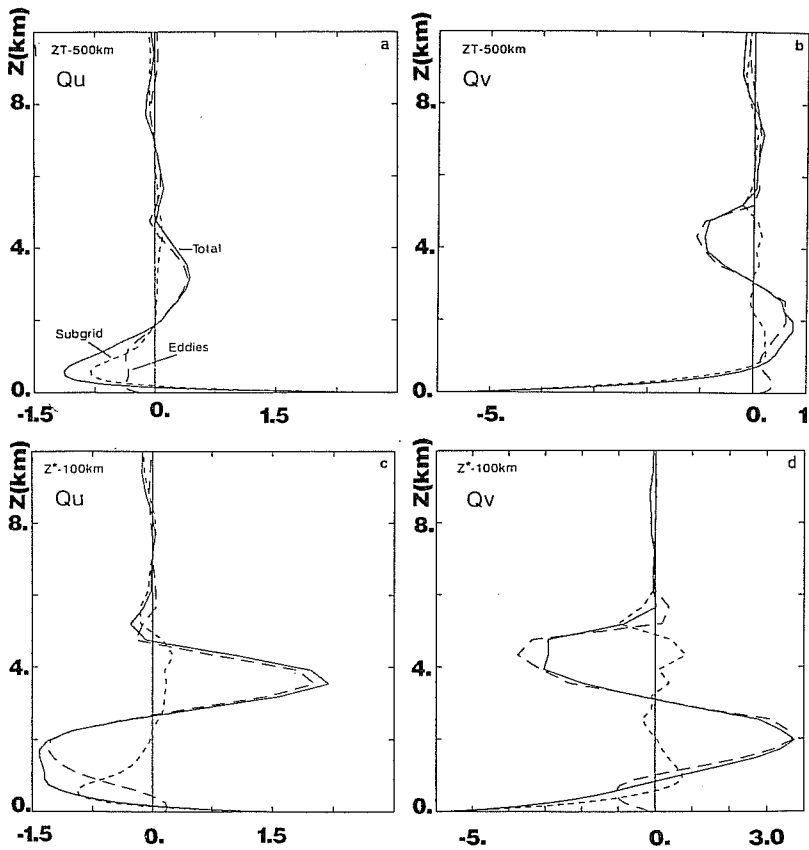 ZT-500km
a
Z(km)
Qu
8.
4.
Total
Subgrid
Eddies
0.
-1.5
0.
1.5
ZT-500km
b
Z(km)
Qv
8.
4.
0.
-5.
0.
1
Z*-100km
c
Z(km)
Qu
8.
4.
0.
-1.5
0.
1.5
Z*-100km
d
Z(km)
Qv
8.
4.
0.
-5.
0.
3.0